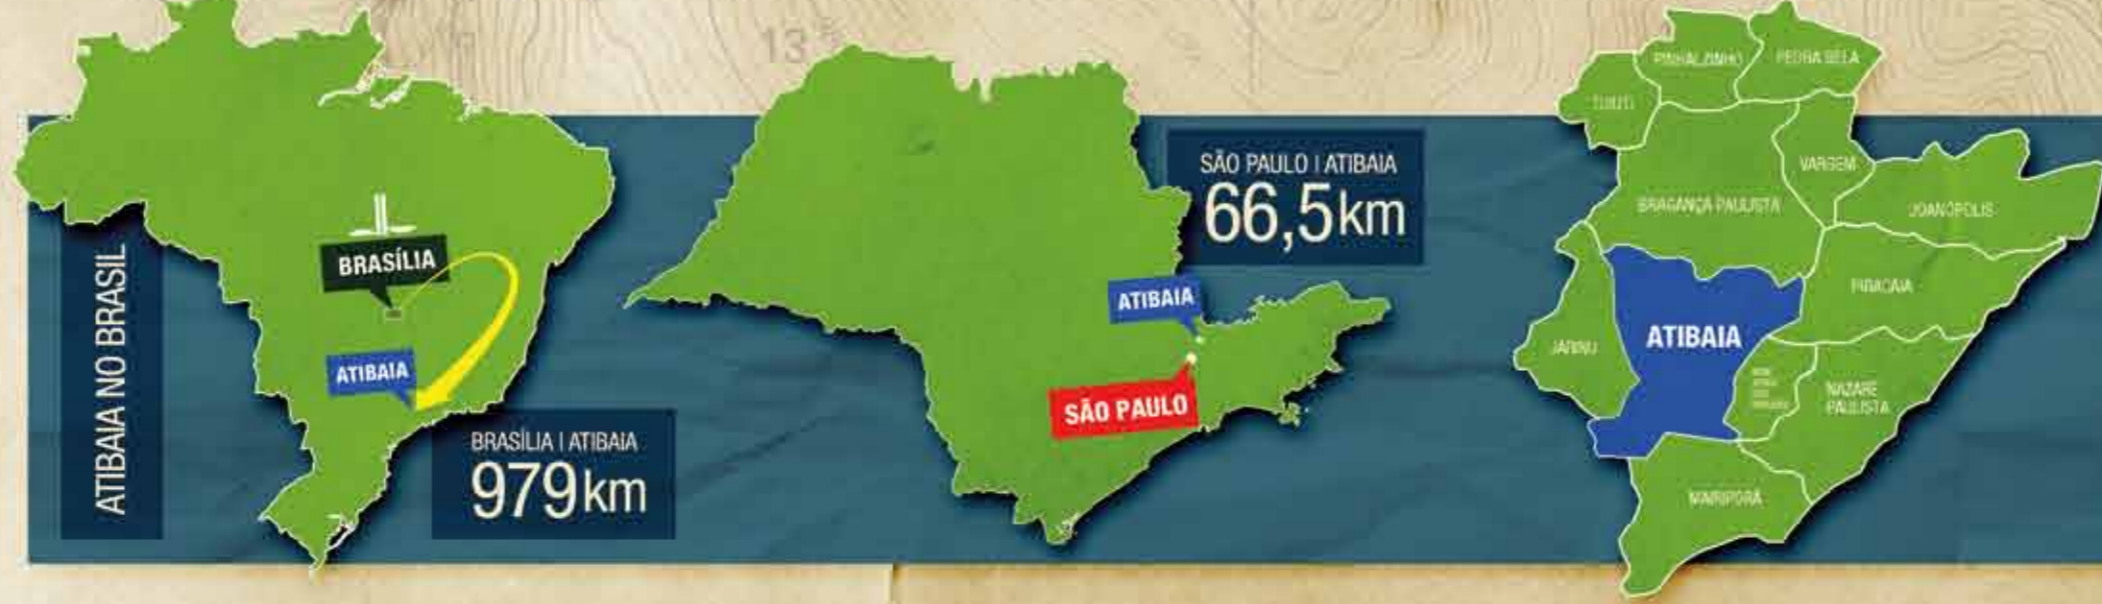 ATIBAIA NO BRASIL
BRASÍLIA
ATIBAIA
BRASÍLIA | ATIBAIA
979km
13
SÃO PAULO | ATIBAIA
66,5km
ATIBAIA
SÃO PAULO
PINHALZINHO
PEDRA BELA
TUIUTI
VARGEM
BRAGANÇA PAULISTA
JOANÓPOLIS
PIRACAIA
ATIBAIA
JARINU
NAZARÉ
PAULISTA
MAIRIPORÃ